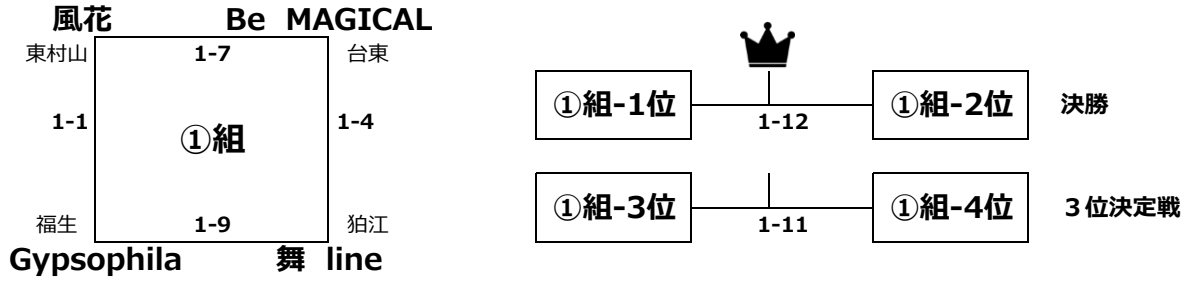 風花 Be MAGICAL
東村山 1-7 台東
1-1 ①組 1-4
福生 1-9 狛江
Gypsophila 舞 line
①組-1位 1-12 ①組-2位 決勝
①組-3位 1-11 ①組-4位 3位決定戦